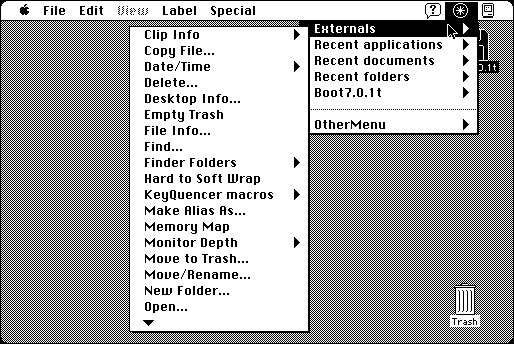 File Edit View Label Special
Externals
Recent applications
Recent documents
Recent folders
Boot7.0.1t
OtherMenu
Clip Info
Copy File...
Date/Time
Delete...
Desktop Info...
Empty Trash
File Info...
Find...
Finder Folders
Hard to Soft Wrap
KeyQuencer macros
Make Alias As...
Memory Map
Monitor Depth
Move to Trash...
Move/Rename...
New Folder...
Open...
Trash